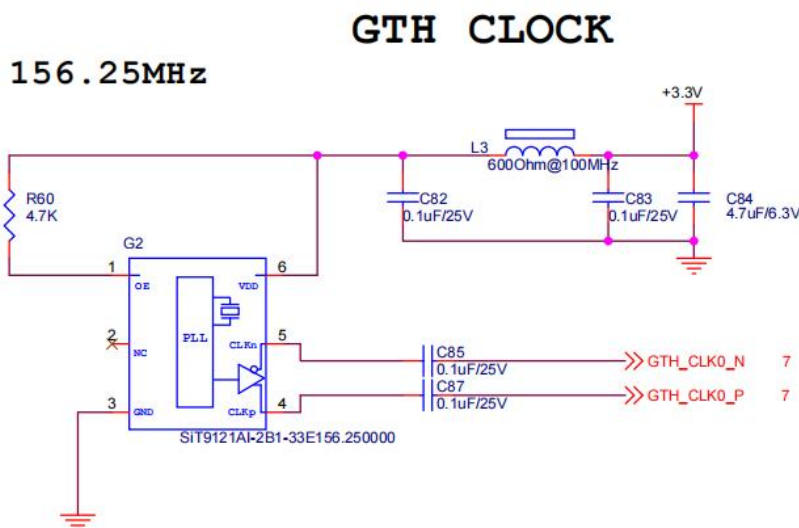 GTH CLOCK
156.25MHz
+3.3V
L3
600Ohm@100MHz
R60
4.7K
C82
0.1uF/25V
C83
0.1uF/25V
C84
4.7uF/6.3V
G2
1
OE
6
VDD
2
NC
PLL
5
CLKn
3
GND
4
CLKp
SiT9121AI-2B1-33E156.250000
C85
0.1uF/25V
GTH_CLK0_N 7
C87
0.1uF/25V
GTH_CLK0_P 7